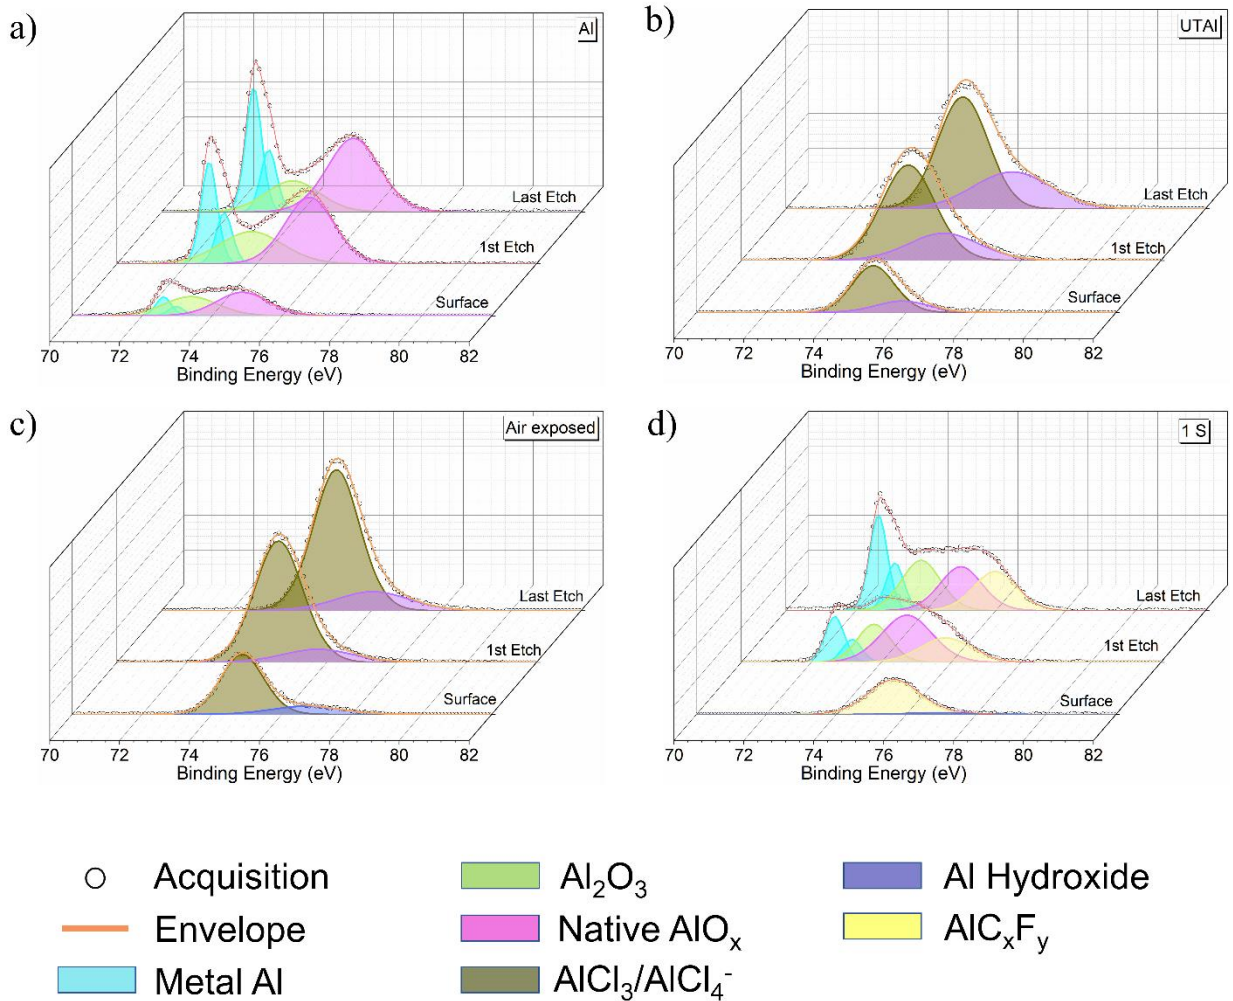 a)
Al
Last Etch
1st Etch
Surface
70 72 74 76 78 80 82
Binding Energy (eV)
b)
UTAl
Last Etch
1st Etch
Surface
70 72 74 76 78 80 82
Binding Energy (eV)
c)
Air exposed
Last Etch
1st Etch
Surface
70 72 74 76 78 80 82
Binding Energy (eV)
d)
1 S
Last Etch
1st Etch
Surface
70 72 74 76 78 80 82
Binding Energy (eV)
Acquisition
Envelope
Metal Al
Al₂O₃
Native AlOₓ
AlCl₃/AlCl₄⁻
Al Hydroxide
AlCₓFᵧ